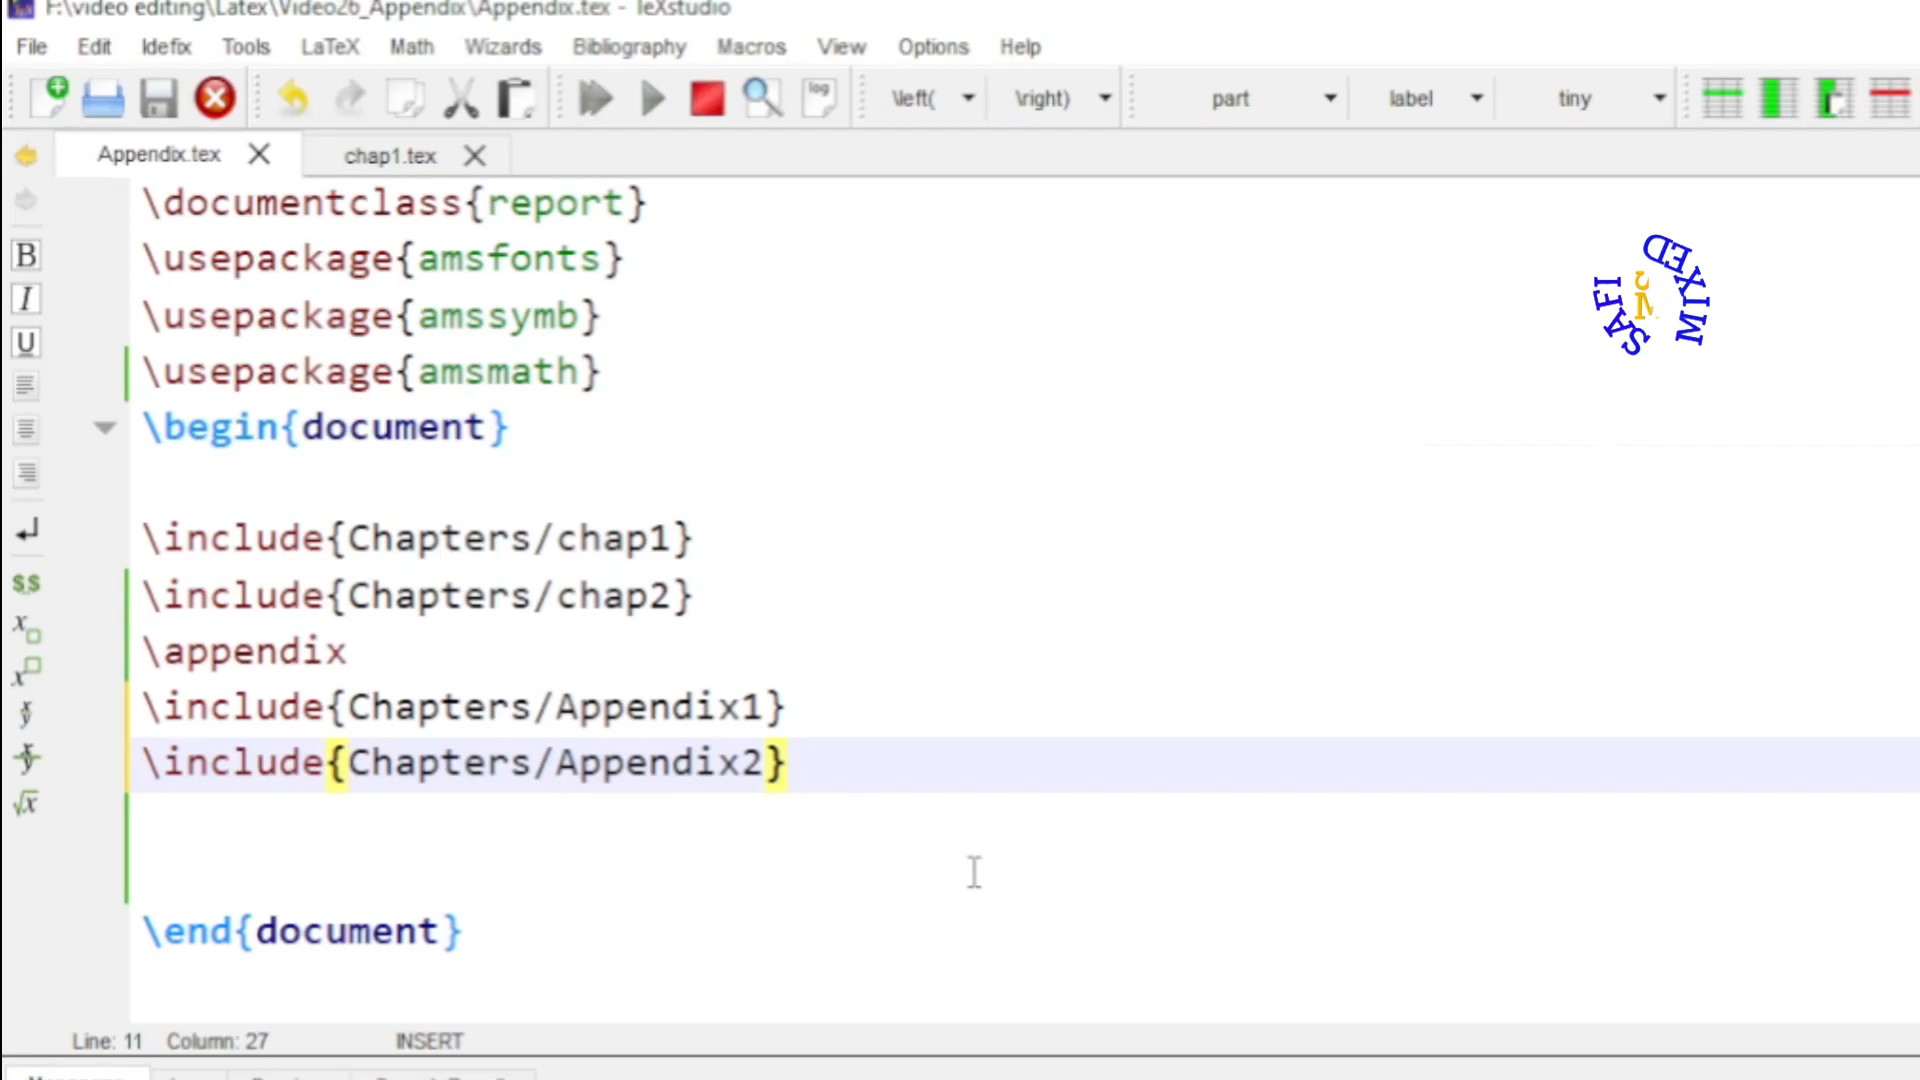 F:\video editing\Latex\Video26_Appendix\Appendix.tex - TeXstudio
File Edit Idefix Tools LaTeX Math Wizards Bibliography Macros View Options Help
log \left( \right) part label tiny
Appendix.tex chap1.tex
\documentclass{report}
\usepackage{amsfonts}
\usepackage{amssymb}
\usepackage{amsmath}
\begin{document}
\include{Chapters/chap1}
\include{Chapters/chap2}
\appendix
\include{Chapters/Appendix1}
\include{Chapters/Appendix2}
\end{document}
B
I
U
$$
x
x
x
y
x
y
√x
SAFI MIXED
Line: 11 Column: 27 INSERT